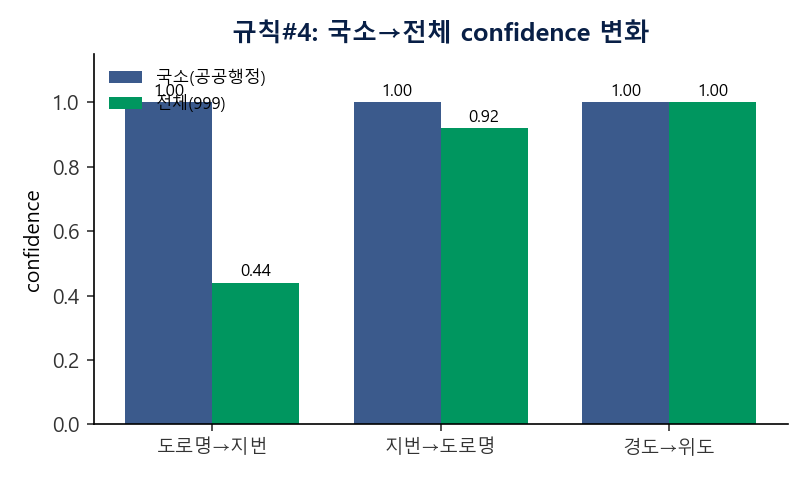 규칙#4: 국소→전체 confidence 변화
국소(공공행정)
전체(999)
1.00
0.44
1.00
0.92
1.00
1.00
confidence
1.0
0.8
0.6
0.4
0.2
0.0
도로명→지번
지번→도로명
경도→위도